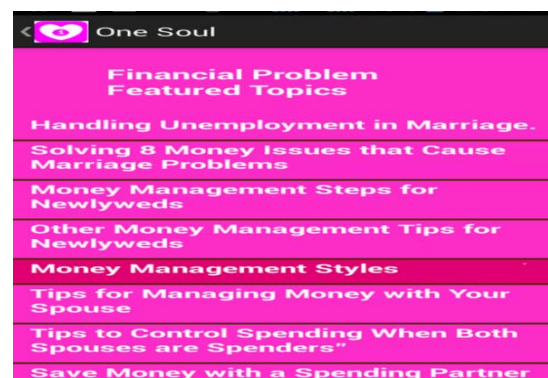 One Soul
Financial Problem
Featured Topics
Handling Unemployment in Marriage.
Solving 8 Money Issues that Cause
Marriage Problems
Money Management Steps for
Newlyweds
Other Money Management Tips for
Newlyweds
Money Management Styles
Tips for Managing Money with Your
Spouse
Tips to Control Spending When Both
Spouses are Spenders”
Save Money with a Spending Partner